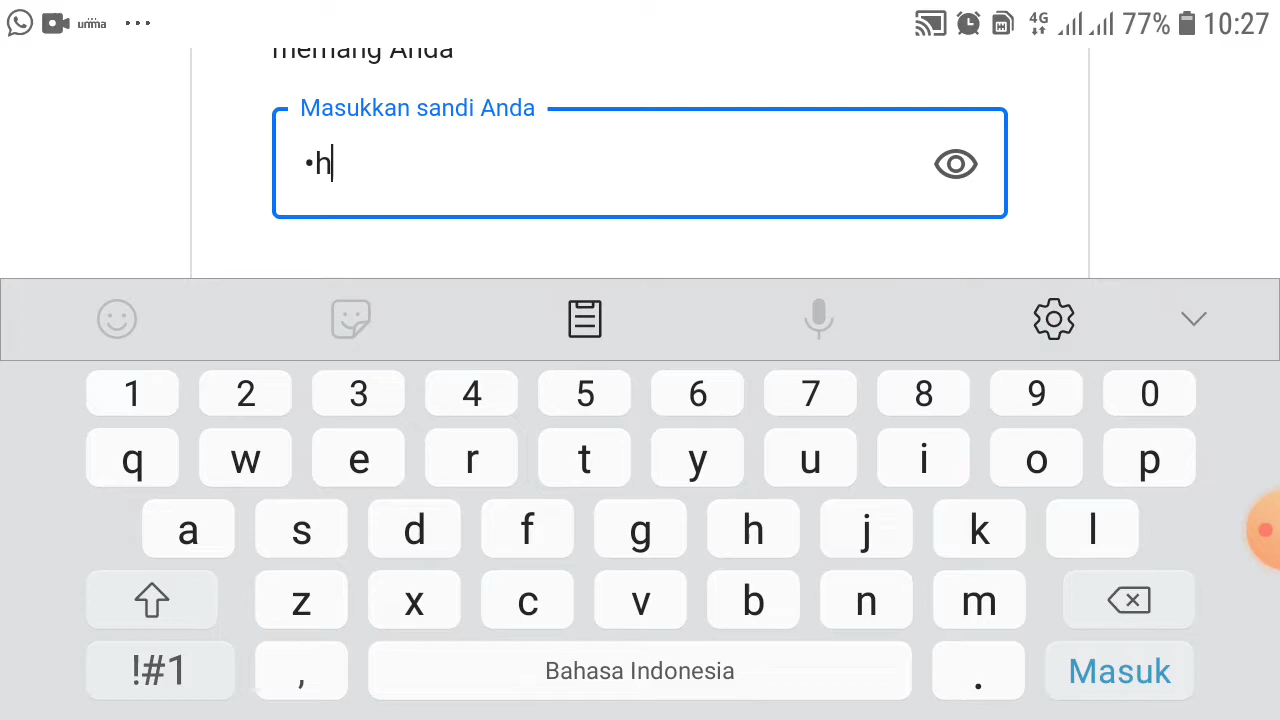 umma 4G 77% 10:27
memang Anda
Masukkan sandi Anda
•h
1 2 3 4 5 6 7 8 9 0
q w e r t y u i o p
a s d f g h j k l
z x c v b n m
!#1 , Bahasa Indonesia . Masuk